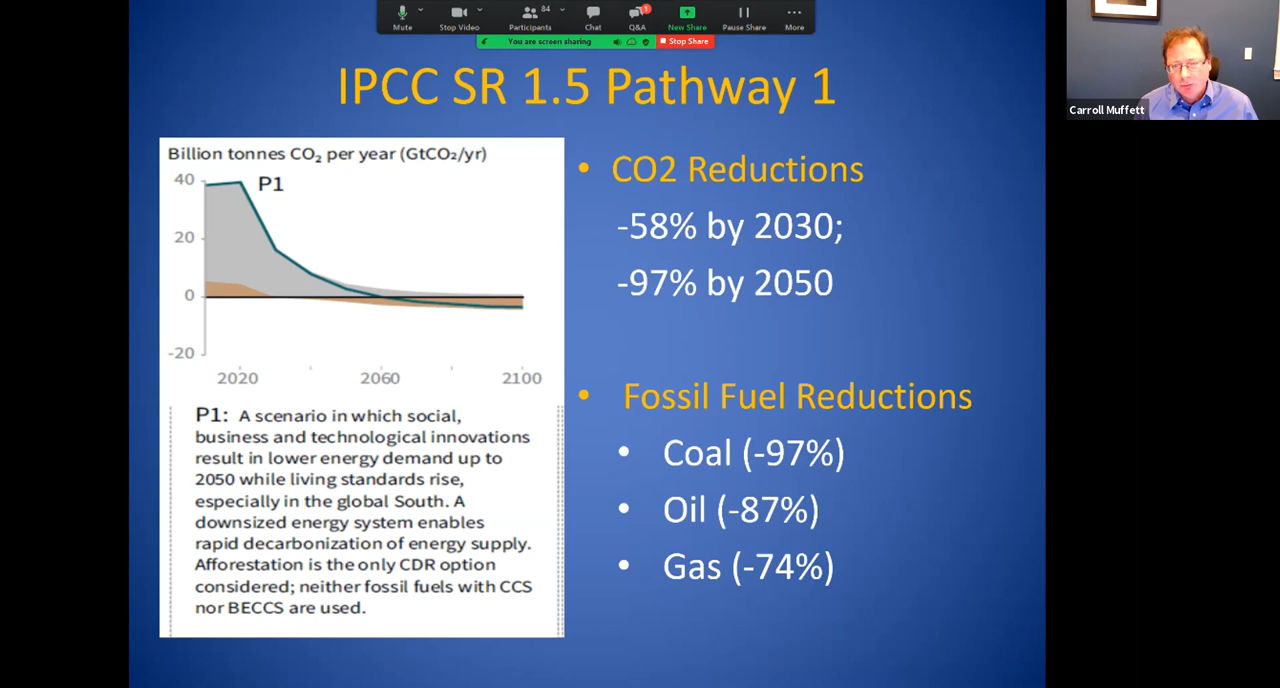 Mute
Stop Video
84
Participants
Chat
1
Q&A
New Share
Pause Share
More
You are screen sharing
Stop Share
Carroll Muffett
IPCC SR 1.5 Pathway 1
Billion tonnes CO₂ per year (GtCO₂/yr)
40
P1
20
0
-20
2020
2060
2100
P1: A scenario in which social,
business and technological innovations
result in lower energy demand up to
2050 while living standards rise,
especially in the global South. A
downsized energy system enables
rapid decarbonization of energy supply.
Afforestation is the only CDR option
considered; neither fossil fuels with CCS
nor BECCS are used.
• CO2 Reductions
-58% by 2030;
-97% by 2050
• Fossil Fuel Reductions
• Coal (-97%)
• Oil (-87%)
• Gas (-74%)